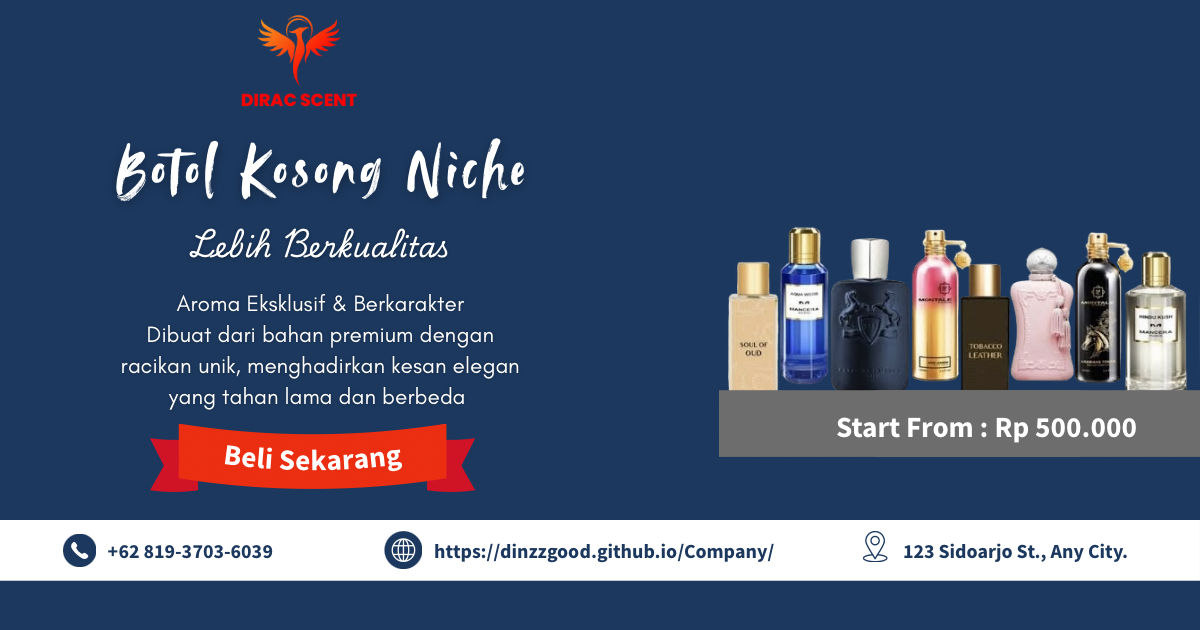 DIRAC SCENT
Botol Kosong Niche
Lebih Berkualitas
Aroma Eksklusif & Berkarakter
Dibuat dari bahan premium dengan
racikan unik, menghadirkan kesan elegan
yang tahan lama dan berbeda
Beli Sekarang
SOUL OF
OUD
AQUA WOOD
MANCERA
MONTALE
TOBACCO
LEATHER
MONTALE
HINDU KUSH
MANCERA
Start From : Rp 500.000
+62 819-3703-6039
https://dinzzgood.github.io/Company/
123 Sidoarjo St., Any City.